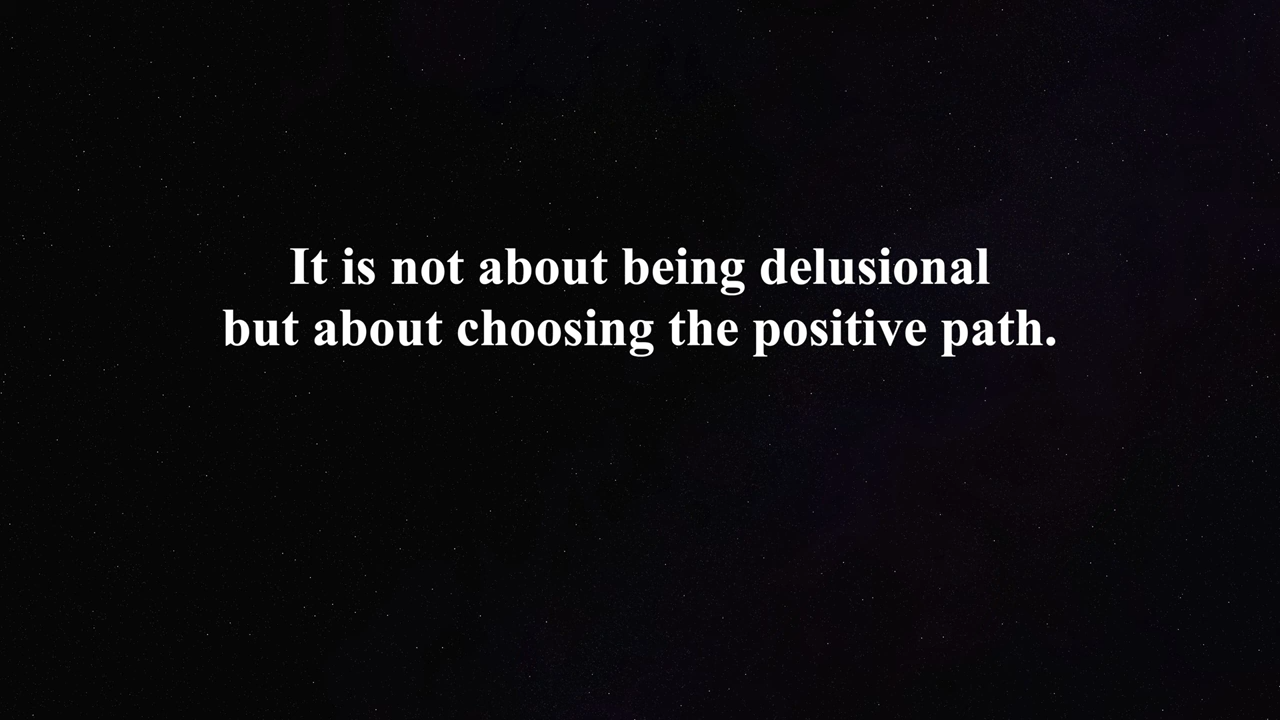 It is not about being delusional
but about choosing the positive path.